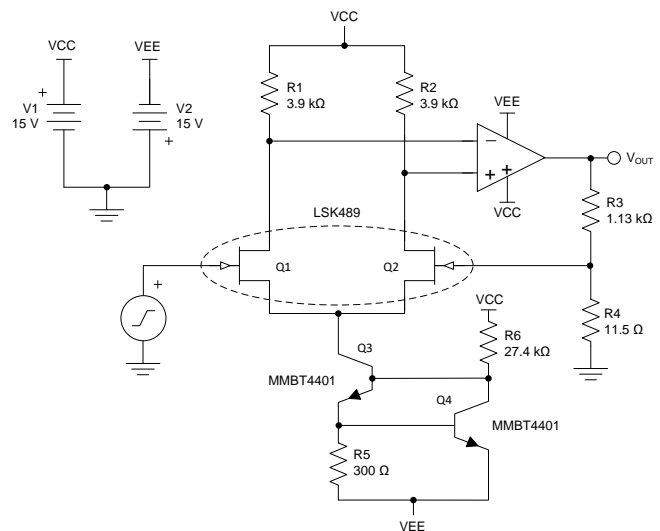 VCC
VCC
VEE
V1
15 V
V2
15 V
R1
3.9 kΩ
R2
3.9 kΩ
VEE
VCC
VOUT
R3
1.13 kΩ
R4
11.5 Ω
LSK489
Q1
Q2
VCC
R6
27.4 kΩ
Q3
MMBT4401
Q4
MMBT4401
R5
300 Ω
VEE